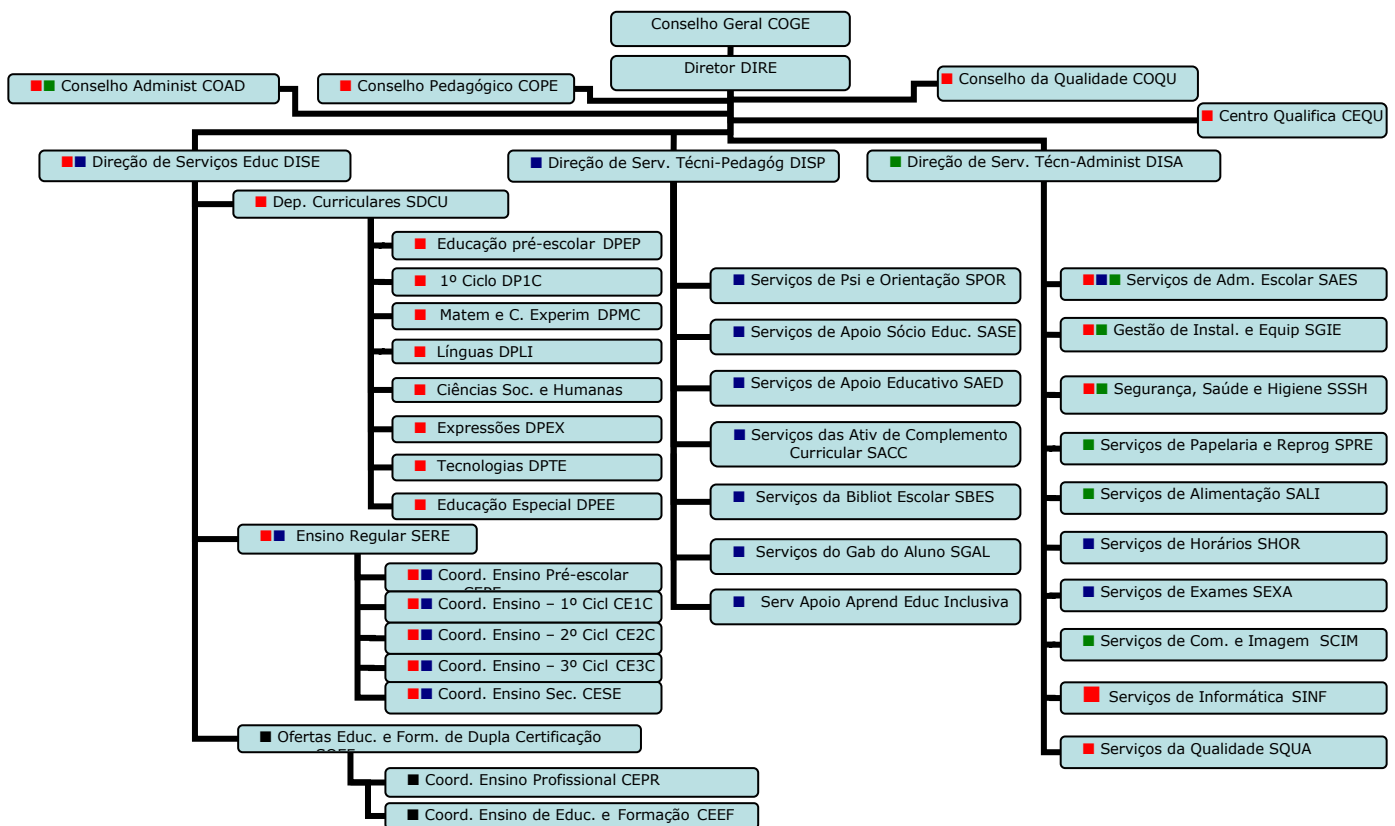 Conselho Geral COGE
Diretor DIRE
Conselho Administ COAD
Conselho Pedagógico COPE
Conselho da Qualidade COQU
Centro Qualifica CEQU
Direção de Serviços Educ DISE
Direção de Serv. Técni-Pedagóg DISP
Direção de Serv. Técn-Administ DISA
Dep. Curriculares SDCU
Educação pré-escolar DPEP
1º Ciclo DP1C
Matem e C. Experim DPMC
Línguas DPLI
Ciências Soc. e Humanas
Expressões DPEX
Tecnologias DPTE
Educação Especial DPEE
Ensino Regular SERE
Coord. Ensino Pré-escolar
Coord. Ensino – 1º Cicl CE1C
Coord. Ensino – 2º Cicl CE2C
Coord. Ensino – 3º Cicl CE3C
Coord. Ensino Sec. CESE
Ofertas Educ. e Form. de Dupla Certificação
Coord. Ensino Profissional CEPR
Coord. Ensino de Educ. e Formação CEEF
Serviços de Psi e Orientação SPOR
Serviços de Apoio Sócio Educ. SASE
Serviços de Apoio Educativo SAED
Serviços das Ativ de Complemento
Curricular SACC
Serviços da Bibliot Escolar SBES
Serviços do Gab do Aluno SGAL
Serv Apoio Aprend Educ Inclusiva
Serviços de Adm. Escolar SAES
Gestão de Instal. e Equip SGIE
Segurança, Saúde e Higiene SSSH
Serviços de Papelaria e Reprog SPRE
Serviços de Alimentação SALI
Serviços de Horários SHOR
Serviços de Exames SEXA
Serviços de Com. e Imagem SCIM
Serviços de Informática SINF
Serviços da Qualidade SQUA